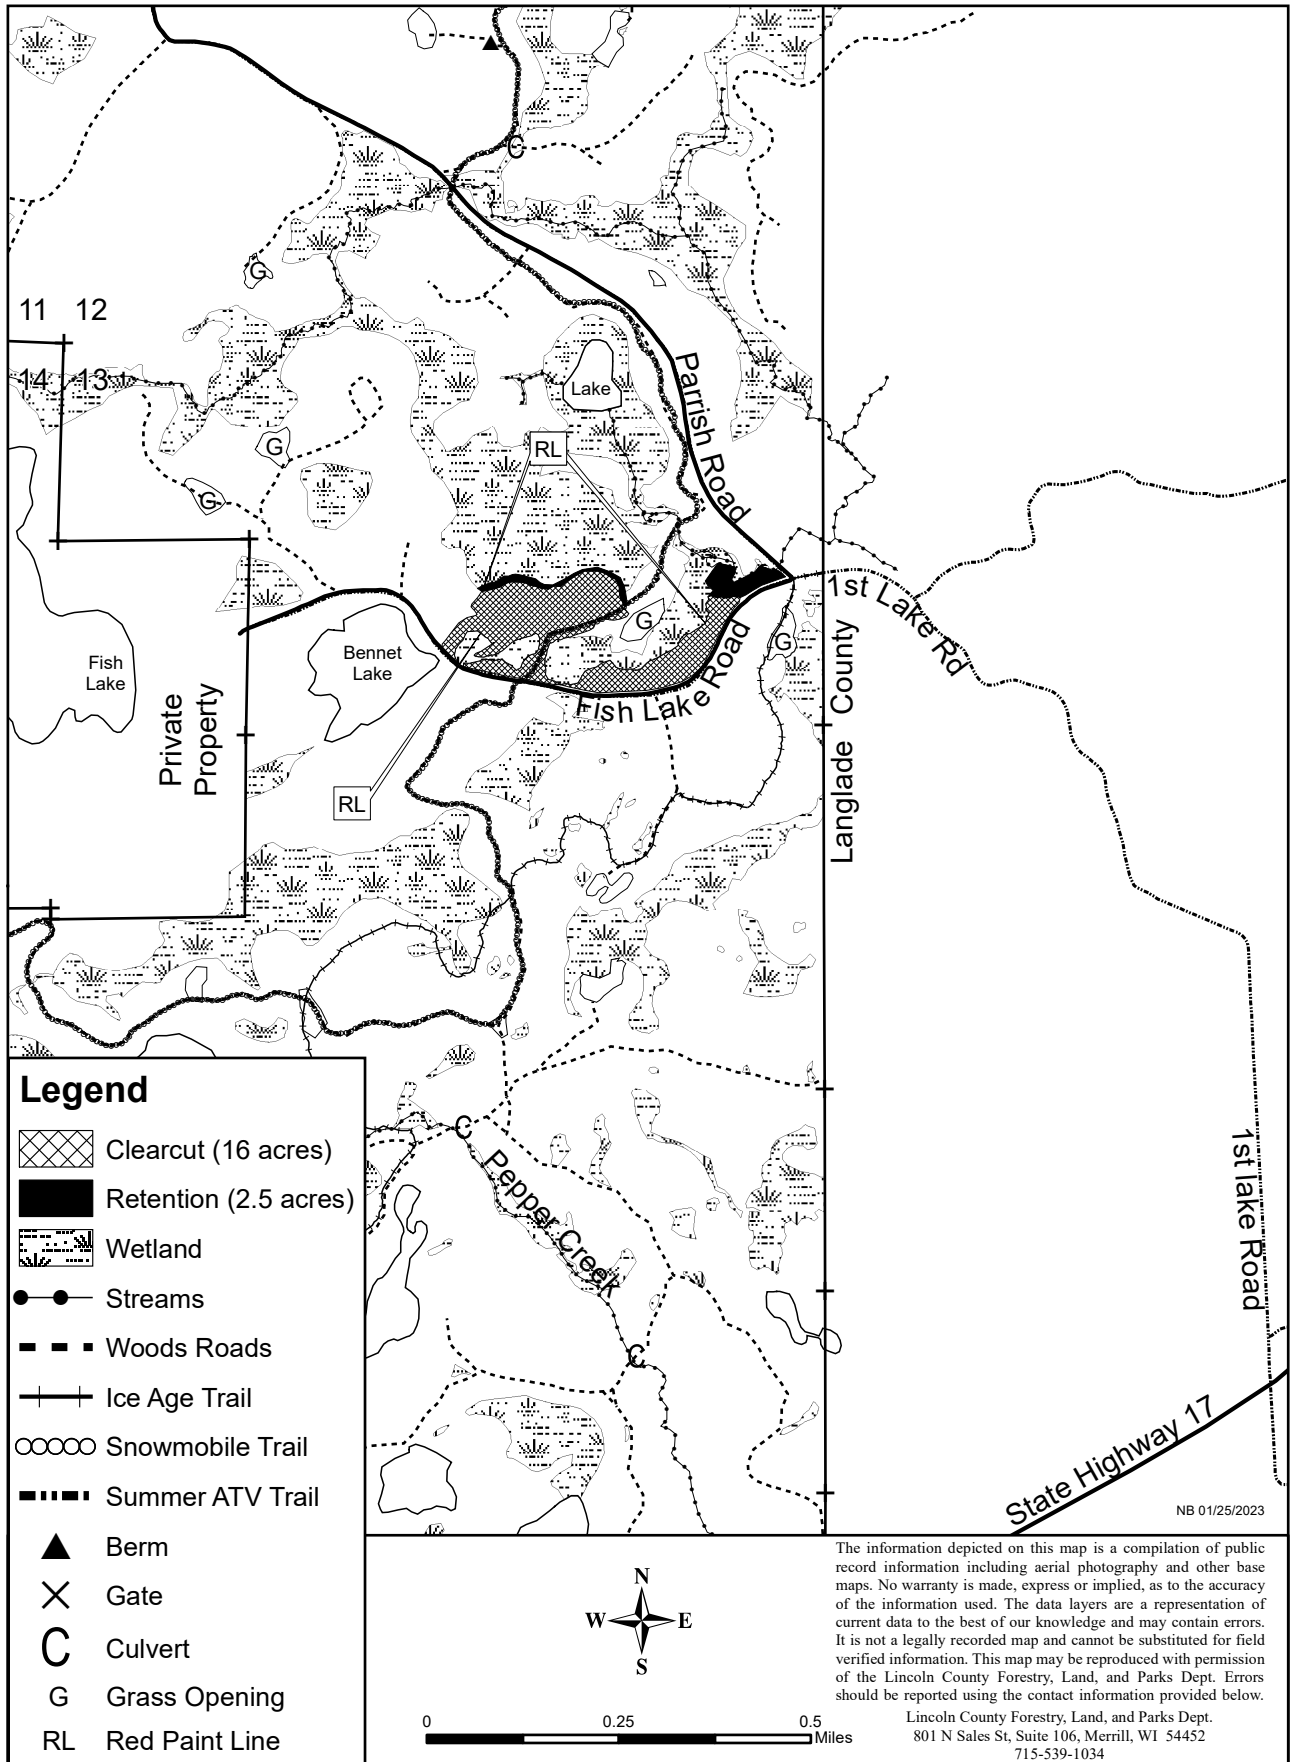 C
G
11 12
14 13
Lake
Parrish Road
G
RL
G
1st Lake Rd
G
G
Fish Lake Road
Fish
Lake
Bennet
Lake
Private
Property
Langlade County
RL
C
Pepper Creek
C
1st lake Road
State Highway 17
NB 01/25/2023
Legend
Clearcut (16 acres)
Retention (2.5 acres)
Wetland
Streams
Woods Roads
Ice Age Trail
Snowmobile Trail
Summer ATV Trail
Berm
Gate
C Culvert
G Grass Opening
RL Red Paint Line
N
W E
S
0 0.25 0.5
Miles
The information depicted on this map is a compilation of public
record information including aerial photography and other base
maps. No warranty is made, express or implied, as to the accuracy
of the information used. The data layers are a representation of
current data to the best of our knowledge and may contain errors.
It is not a legally recorded map and cannot be substituted for field
verified information. This map may be reproduced with permission
of the Lincoln County Forestry, Land, and Parks Dept. Errors
should be reported using the contact information provided below.
Lincoln County Forestry, Land, and Parks Dept.
801 N Sales St, Suite 106, Merrill, WI 54452
715-539-1034